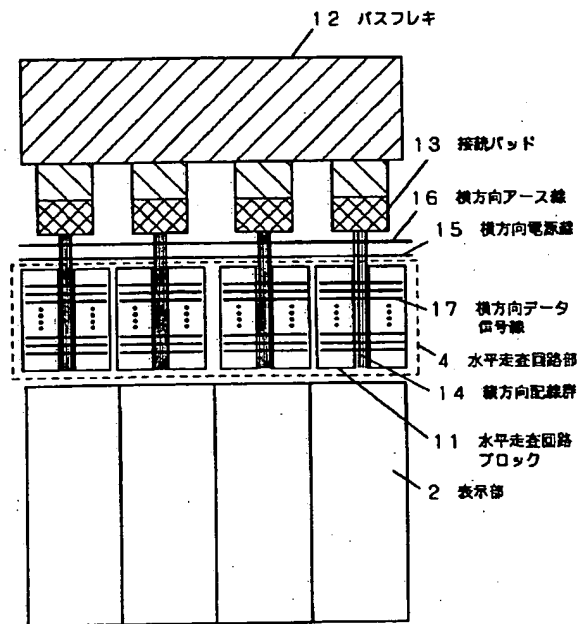 12 バスフレキ
13 接続パッド
16 横方向アース線
15 横方向電源線
17 横方向データ
信号線
4 水平走査回路部
14 縦方向配線群
11 水平走査回路
ブロック
2 表示部